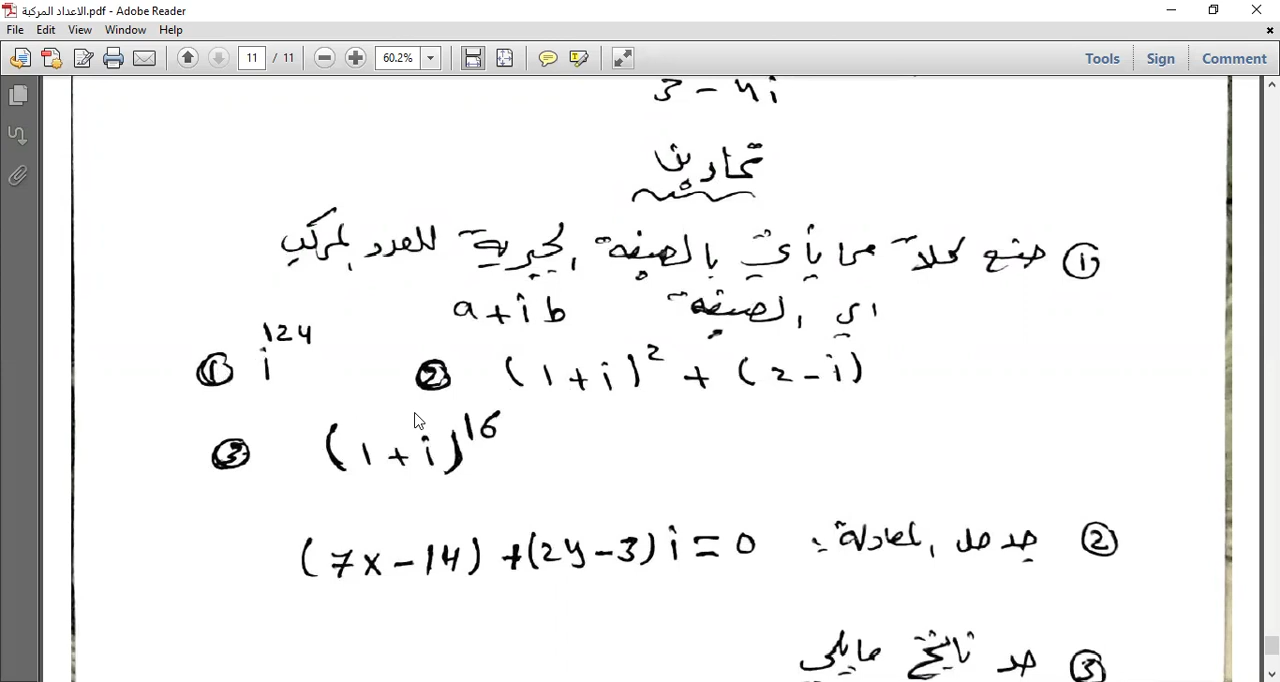 الاعداد المركبة.pdf - Adobe Reader
File Edit View Window Help
11 / 11 60.2% Tools Sign Comment
3 - 4i
تمارين
① ضع كلاً مما يأتي بالصيغة الجبرية للعدد المركب
اي الصيغة a + i b
① i^124 ② (1 + i)^2 + (2 - i)
③ (1 + i)^16
② جد حل المعادلة: (7x - 14) + (2y - 3) i = 0
③ جد ناتج ما يلي